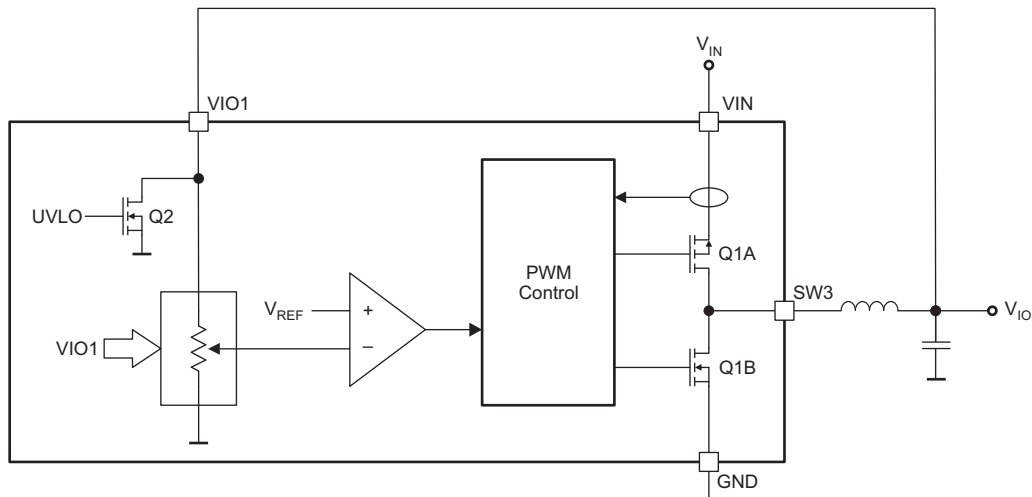 V_IN
VIO1
VIN
UVLO
Q2
Q1A
PWM
Control
SW3
V_REF
+
V_IO
VIO1
−
Q1B
GND